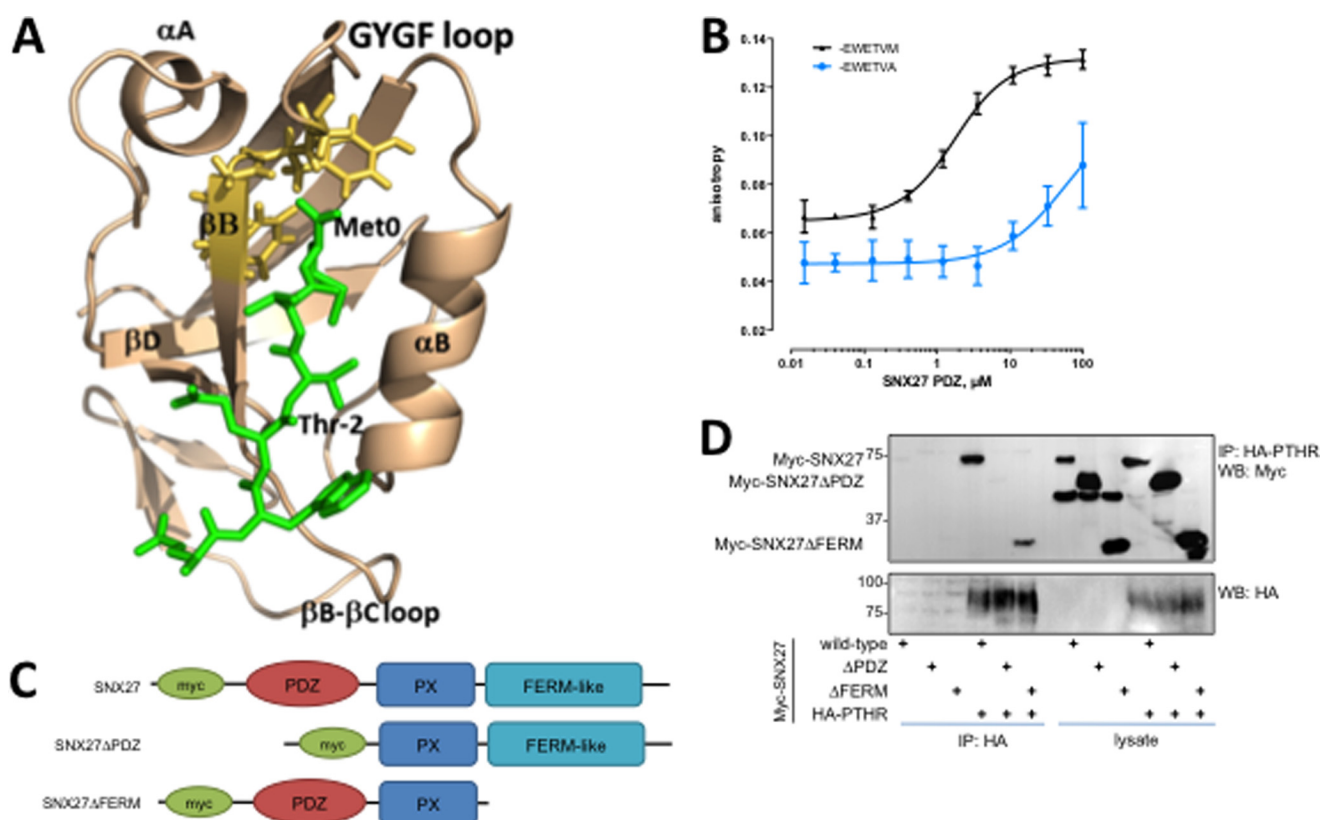 A
αA
GYGF loop
βB
Met0
βD
αB
Thr-2
βB-βC loop
B
0.14
0.12
0.10
0.08
0.06
0.04
0.02
anisotropy
-EWETVM
-EWETVA
0.01 0.1 1 10 100
SNX27 PDZ, µM
C
SNX27 myc PDZ PX FERM-like
SNX27ΔPDZ myc PX FERM-like
SNX27ΔFERM myc PDZ PX
D
Myc-SNX27 75
Myc-SNX27ΔPDZ
37
Myc-SNX27ΔFERM
IP: HA-PTHR
WB: Myc
100
75
WB: HA
Myc-SNX27
wild-type + + + +
ΔPDZ + + + +
ΔFERM + + + +
HA-PTHR + + + + + +
IP: HA lysate